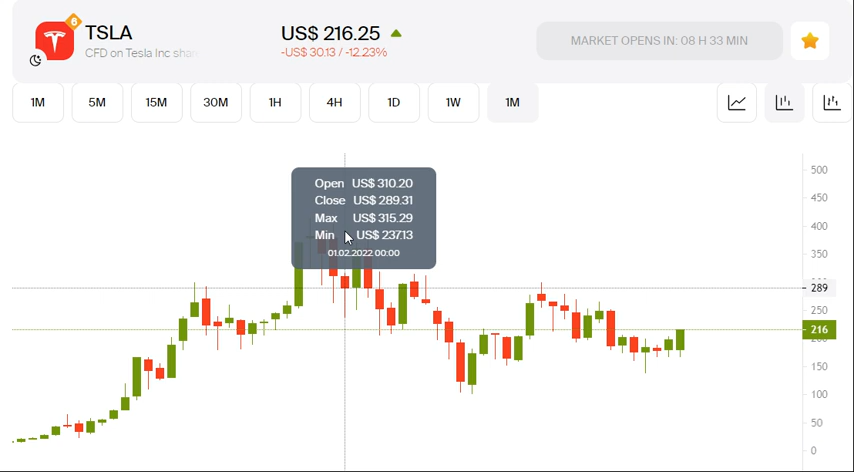 6
TSLA
CFD on Tesla Inc shar
US$ 216.25
-US$ 30.13 / -12.23%
MARKET OPENS IN: 08 H 33 MIN
1M
5M
15M
30M
1H
4H
1D
1W
1M
Open US$ 310.20
Close US$ 289.31
Max US$ 315.29
Min US$ 237.13
01.02.2022 00:00
500
450
400
350
289
250
216
150
100
50
0